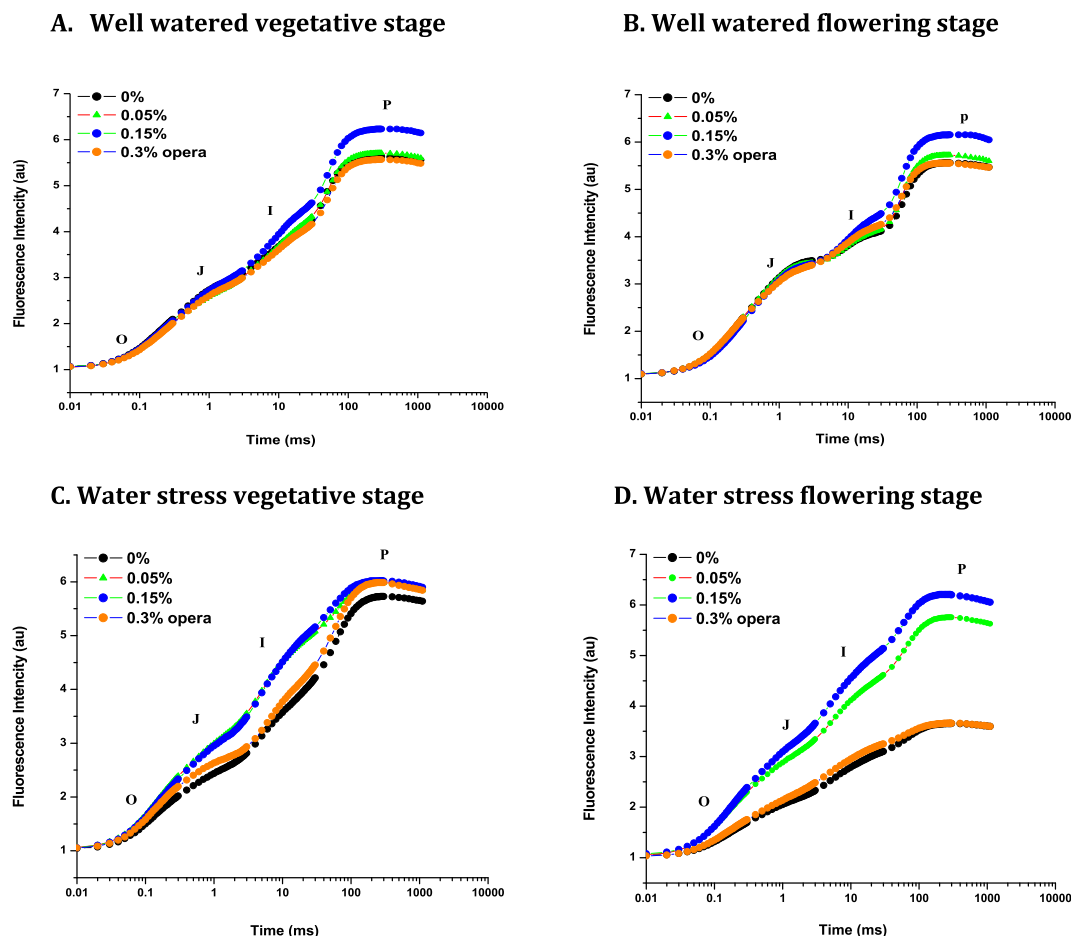 A. Well watered vegetative stage
0%
0.05%
0.15%
0.3% opera
O
J
I
P
7
6
5
4
3
2
1
0.01 0.1 1 10 100 1000 10000
Fluorescence Intencity (au)
Time (ms)
B. Well watered flowering stage
0%
0.05%
0.15%
0.3% opera
O
J
I
p
7
6
5
4
3
2
1
0.01 0.1 1 10 100 1000 10000
Fluorescence Intencity (au)
Time (ms)
C. Water stress vegetative stage
0%
0.05%
0.15%
0.3% opera
O
J
I
P
6
5
4
3
2
1
0.01 0.1 1 10 100 1000 10000
Fluorescence Intencity (au)
Time (ms)
D. Water stress flowering stage
0%
0.05%
0.15%
0.3% opera
O
J
I
P
7
6
5
4
3
2
1
0.01 0.1 1 10 100 1000 10000
Fluorescence Intencity (au)
Time (ms)